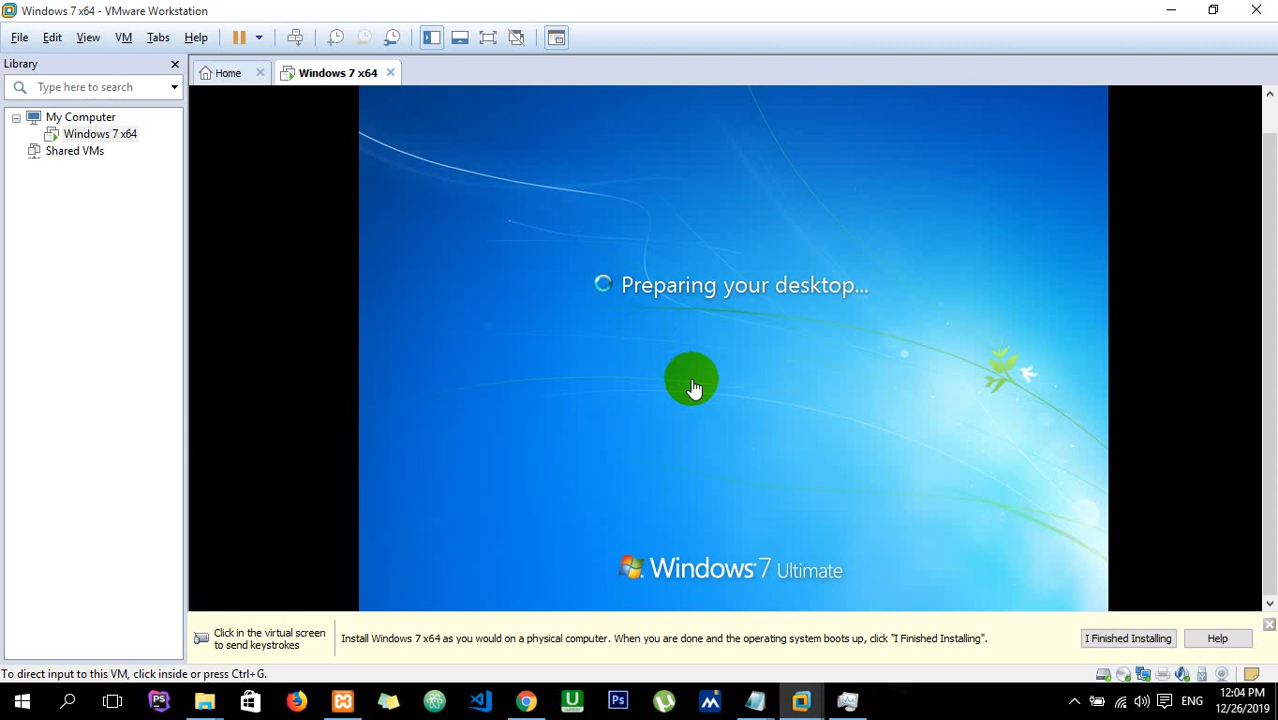 Windows 7 x64 - VMware Workstation
File Edit View VM Tabs Help
Library
Home
Windows 7 x64
Type here to search
My Computer
Windows 7 x64
Shared VMs
Preparing your desktop...
Windows 7 Ultimate
Click in the virtual screen
to send keystrokes
Install Windows 7 x64 as you would on a physical computer. When you are done and the operating system boots up, click "I Finished Installing".
I Finished Installing
Help
To direct input to this VM, click inside or press Ctrl+G.
PS
U
Ps
ENG
12:04 PM
12/26/2019